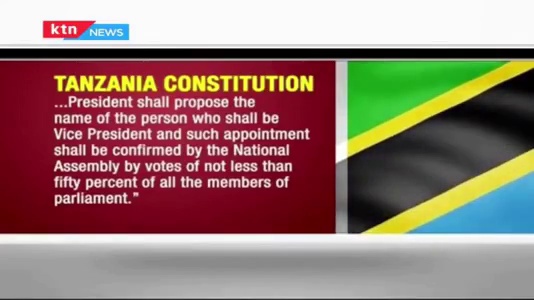 ktn NEWS
TANZANIA CONSTITUTION
...President shall propose the
name of the person who shall be
Vice President and such appointment
shall be confirmed by the National
Assembly by votes of not less than
fifty percent of all the members of
parliament.”